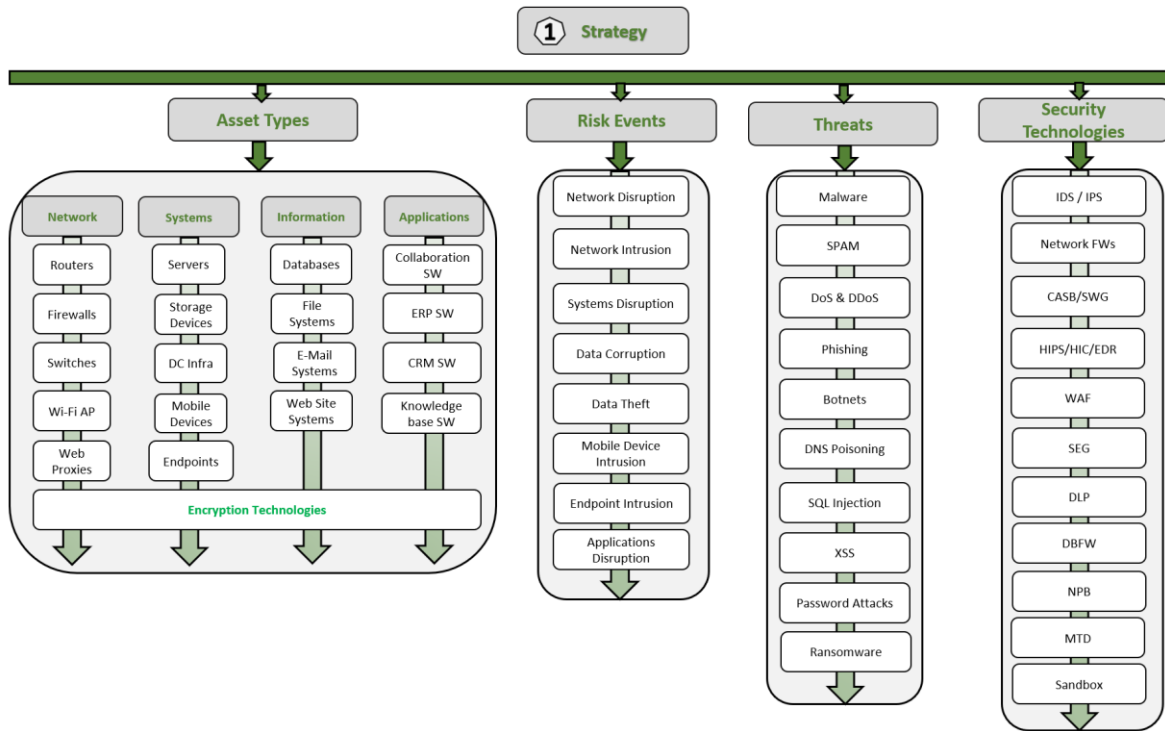 1 Strategy
Asset Types
Risk Events
Threats
Security
Technologies
Network
Systems
Information
Applications
Routers
Firewalls
Switches
Wi-Fi AP
Web
Proxies
Servers
Storage
Devices
DC Infra
Mobile
Devices
Endpoints
Databases
File
Systems
E-Mail
Systems
Web Site
Systems
Collaboration
SW
ERP SW
CRM SW
Knowledge
base SW
Encryption Technologies
Network Disruption
Network Intrusion
Systems Disruption
Data Corruption
Data Theft
Mobile Device
Intrusion
Endpoint Intrusion
Applications
Disruption
Malware
SPAM
DoS & DDoS
Phishing
Botnets
DNS Poisoning
SQL Injection
XSS
Password Attacks
Ransomware
IDS / IPS
Network FWs
CASB/SWG
HIPS/HIC/EDR
WAF
SEG
DLP
DBFW
NPB
MTD
Sandbox